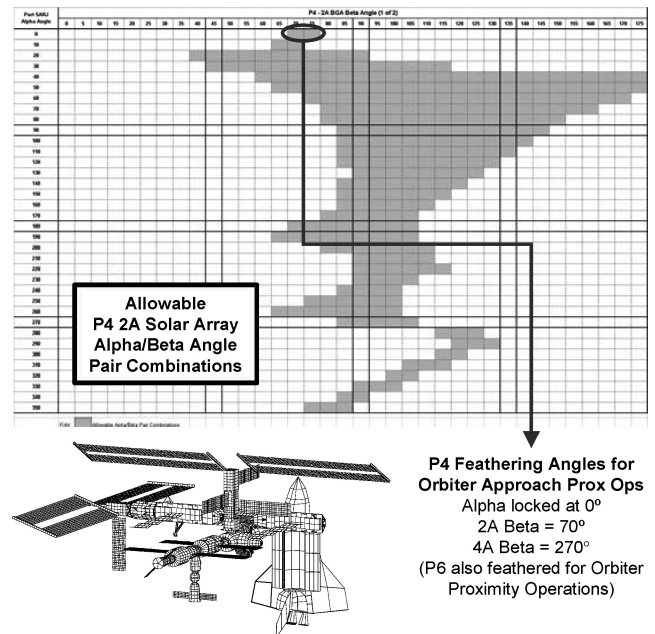 Port SARJ
Alpha Angle
P4 - 2A BGA Beta Angle (1 of 2)
0 5 10 15 20 25 30 35 40 45 50 55 60 65 70 75 80 85 90 95 100 105 110 115 120 125 130 135 140 145 150 155 160 165 170 175
0
10
20
30
40
50
60
70
80
90
100
110
120
130
140
150
160
170
180
190
200
210
220
230
240
250
260
270
280
290
300
310
320
330
340
350
Allowable
P4 2A Solar Array
Alpha/Beta Angle
Pair Combinations
Key Allowable Alpha/Beta Pair Combinations
P4 Feathering Angles for
Orbiter Approach Prox Ops
Alpha locked at 0º
2A Beta = 70º
4A Beta = 270°
(P6 also feathered for Orbiter
Proximity Operations)